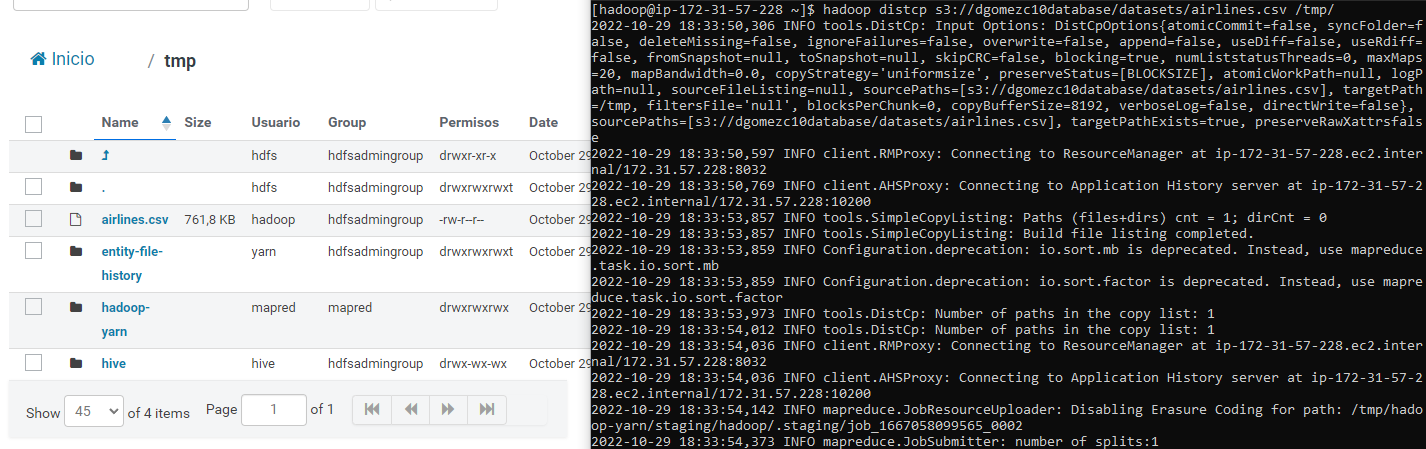 Inicio / tmp
Name Size Usuario Group Permisos Date
hdfs hdfsadmingroup drwxr-xr-x October 29
. hdfs hdfsadmingroup drwxrwxrwxt October 29
airlines.csv 761,8 KB hadoop hdfsadmingroup -rw-r--r-- October 29
entity-file-
history yarn hdfsadmingroup drwxrwxrwxt October 29
hadoop-
yarn mapred mapred drwxrwxrwx October 29
hive hive hdfsadmingroup drwx-wx-wx October 29
Show 45 of 4 items Page 1 of 1
[hadoop@ip-172-31-57-228 ~]$ hadoop distcp s3://dgomezc10database/datasets/airlines.csv /tmp/
2022-10-29 18:33:50,306 INFO tools.DistCp: Input Options: DistCpOptions{atomicCommit=false, syncFolder=f
alse, deleteMissing=false, ignoreFailures=false, overwrite=false, append=false, useDiff=false, useRdiff=
false, fromSnapshot=null, toSnapshot=null, skipCRC=false, blocking=true, numListstatusThreads=0, maxMaps
=20, mapBandwidth=0.0, copyStrategy='uniformsize', preserveStatus=[BLOCKSIZE], atomicWorkPath=null, logP
ath=null, sourceFileListing=null, sourcePaths=[s3://dgomezc10database/datasets/airlines.csv], targetPath
=/tmp, filtersFile='null', blocksPerChunk=0, copyBufferSize=8192, verboseLog=false, directWrite=false},
sourcePaths=[s3://dgomezc10database/datasets/airlines.csv], targetPathExists=true, preserveRawXattrsfals
e
2022-10-29 18:33:50,597 INFO client.RMProxy: Connecting to ResourceManager at ip-172-31-57-228.ec2.inter
nal/172.31.57.228:8032
2022-10-29 18:33:50,769 INFO client.AHSProxy: Connecting to Application History server at ip-172-31-57-2
28.ec2.internal/172.31.57.228:10200
2022-10-29 18:33:53,857 INFO tools.SimpleCopyListing: Paths (files+dirs) cnt = 1; dirCnt = 0
2022-10-29 18:33:53,857 INFO tools.SimpleCopyListing: Build file listing completed.
2022-10-29 18:33:53,859 INFO Configuration.deprecation: io.sort.mb is deprecated. Instead, use mapreduce
.task.io.sort.mb
2022-10-29 18:33:53,859 INFO Configuration.deprecation: io.sort.factor is deprecated. Instead, use mapre
duce.task.io.sort.factor
2022-10-29 18:33:53,973 INFO tools.DistCp: Number of paths in the copy list: 1
2022-10-29 18:33:54,012 INFO tools.DistCp: Number of paths in the copy list: 1
2022-10-29 18:33:54,036 INFO client.RMProxy: Connecting to ResourceManager at ip-172-31-57-228.ec2.inter
nal/172.31.57.228:8032
2022-10-29 18:33:54,036 INFO client.AHSProxy: Connecting to Application History server at ip-172-31-57-2
28.ec2.internal/172.31.57.228:10200
2022-10-29 18:33:54,142 INFO mapreduce.JobResourceUploader: Disabling Erasure Coding for path: /tmp/hado
op-yarn/staging/hadoop/.staging/job_1667058099565_0002
2022-10-29 18:33:54,373 INFO mapreduce.JobSubmitter: number of splits:1